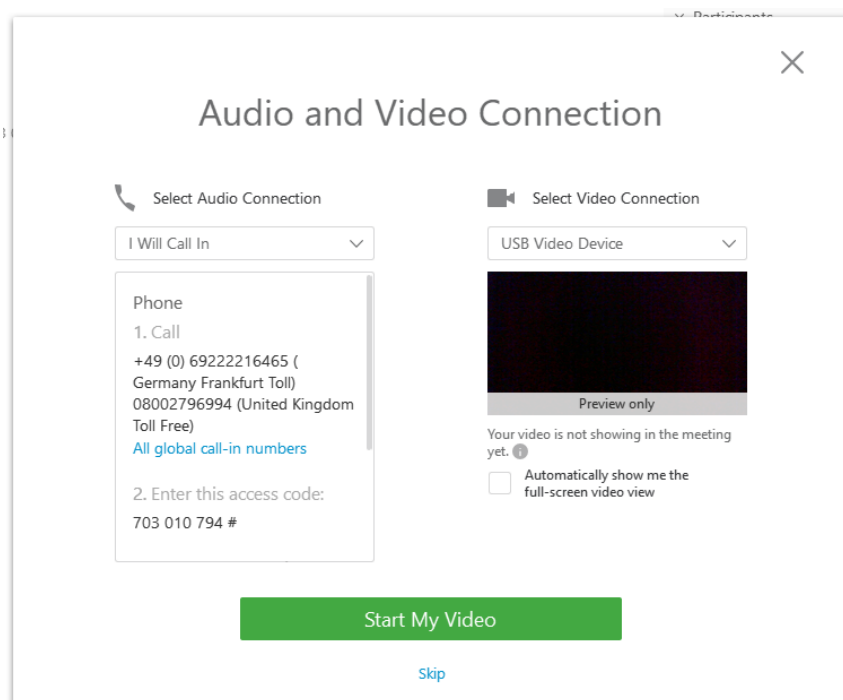 Participants
Audio and Video Connection
Select Audio Connection
I Will Call In
Phone
1. Call
+49 (0) 69222216465 (
Germany Frankfurt Toll)
08002796994 (United Kingdom
Toll Free)
All global call-in numbers
2. Enter this access code:
703 010 794 #
Select Video Connection
USB Video Device
Preview only
Your video is not showing in the meeting
yet.
Automatically show me the
full-screen video view
Start My Video
Skip